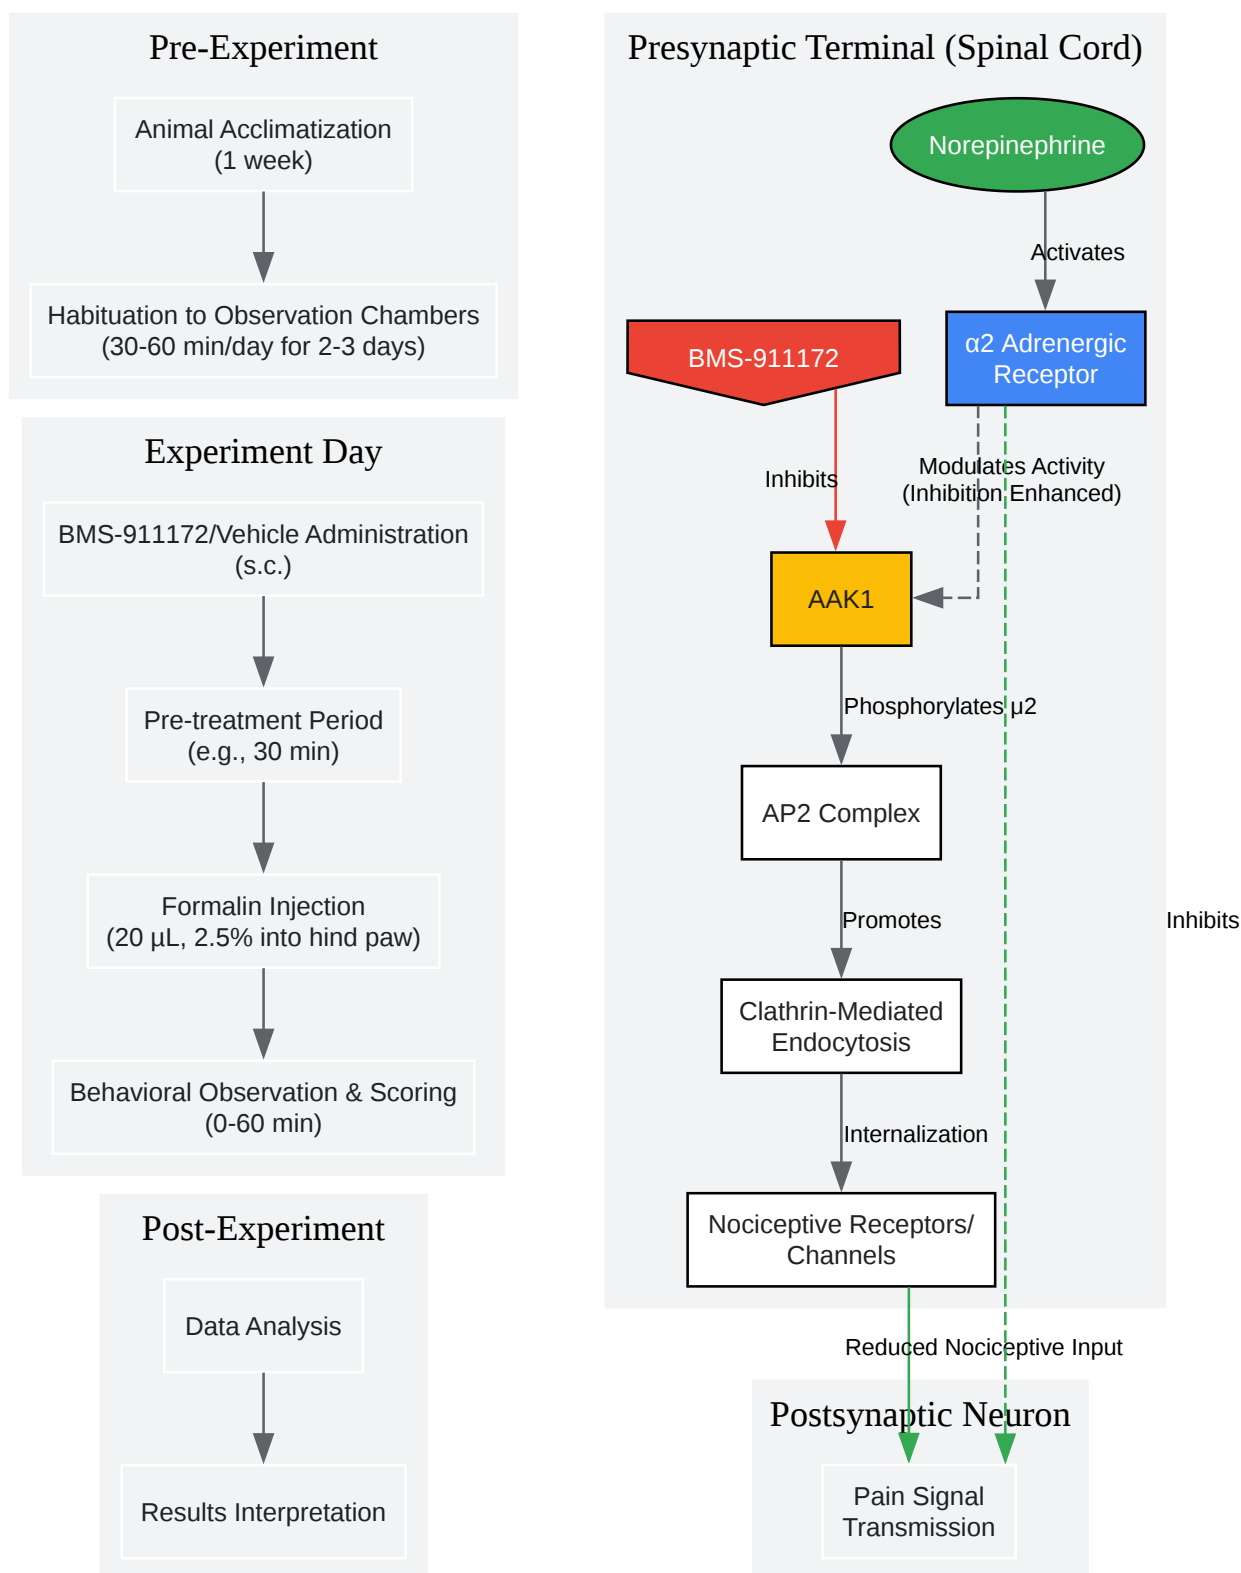 Pre-Experiment
Animal Acclimatization
(1 week)
Habituation to Observation Chambers
(30-60 min/day for 2-3 days)
Experiment Day
BMS-911172/Vehicle Administration
(s.c.)
Pre-treatment Period
(e.g., 30 min)
Formalin Injection
(20 µL, 2.5% into hind paw)
Behavioral Observation & Scoring
(0-60 min)
Post-Experiment
Data Analysis
Results Interpretation
Presynaptic Terminal (Spinal Cord)
Norepinephrine
Activates
BMS-911172
α2 Adrenergic
Receptor
Inhibits
Modulates Activity
(Inhibition Enhanced)
AAK1
Phosphorylates µ2
AP2 Complex
Promotes
Inhibits
Clathrin-Mediated
Endocytosis
Internalization
Nociceptive Receptors/
Channels
Reduced Nociceptive Input
Postsynaptic Neuron
Pain Signal
Transmission